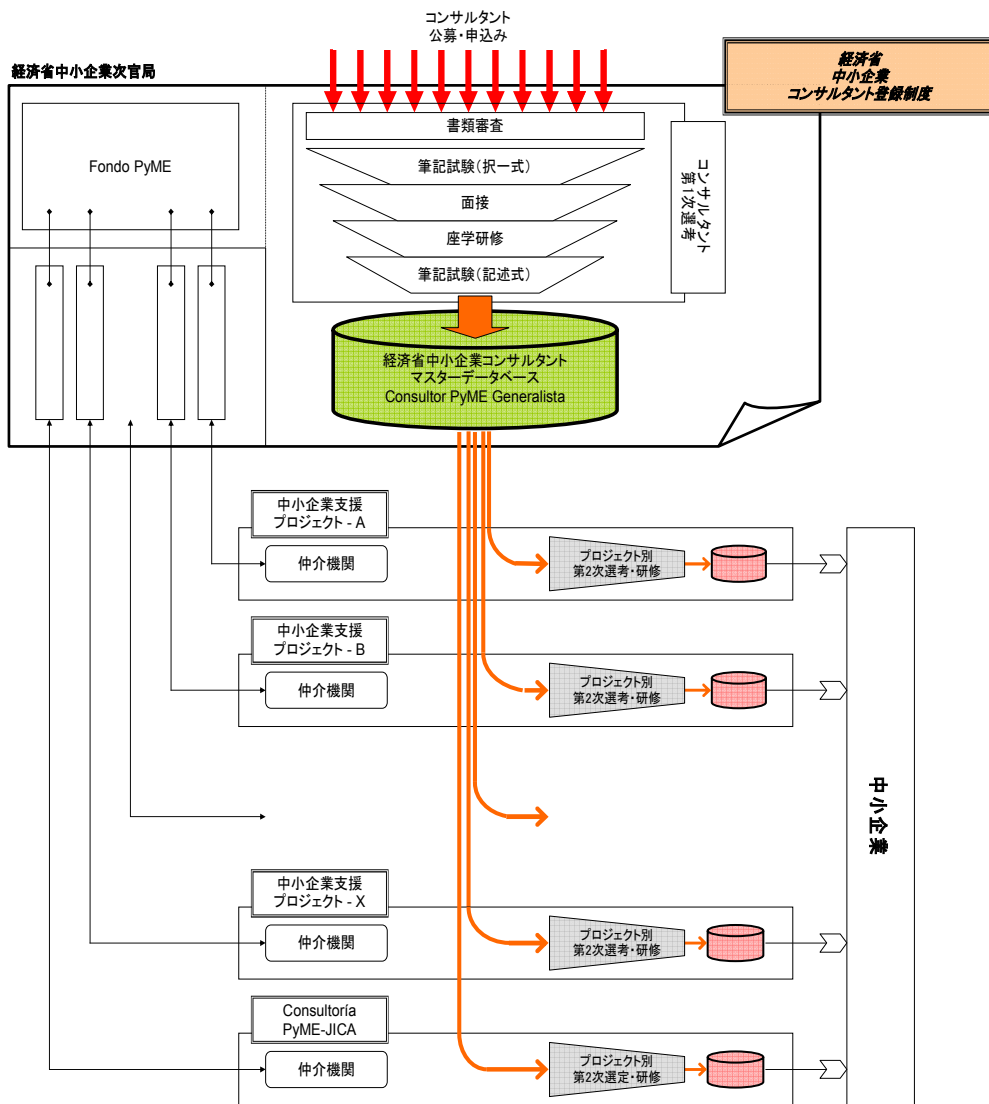 コンサルタント
公募・申込み
経済省
中小企業
コンサルタント登録制度
経済省中小企業次官局
Fondo PyME
書類審査
筆記試験（択一式）
面接
座学研修
筆記試験（記述式）
コンサルタント
第1次選考
経済省中小企業コンサルタント
マスターデータベース
Consultor PyME Generalista
中小企業支援
プロジェクト - A
仲介機関
プロジェクト別
第2次選考・研修
中小企業支援
プロジェクト - B
仲介機関
プロジェクト別
第2次選考・研修
中小企業
中小企業支援
プロジェクト - X
仲介機関
プロジェクト別
第2次選考・研修
Consultoría
PyME-JICA
仲介機関
プロジェクト別
第2次選定・研修